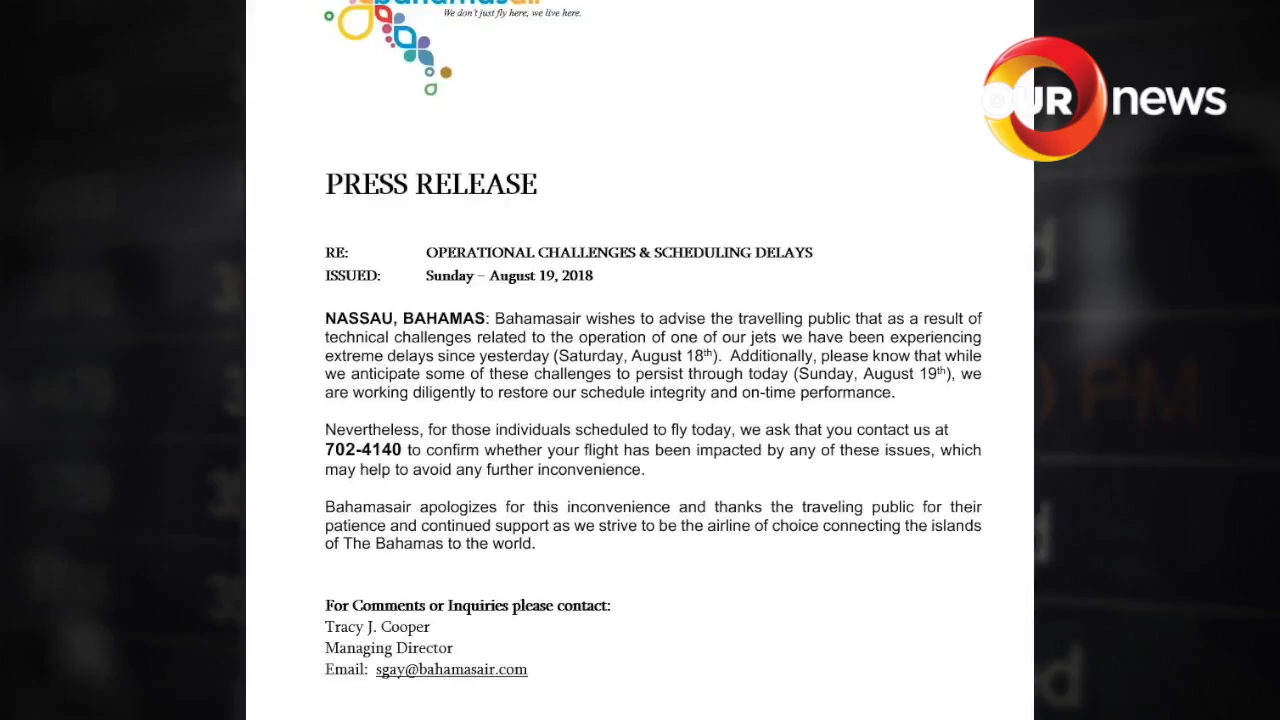 bahamasair
We don't just fly here, we live here.
OUR news
PRESS RELEASE
RE: OPERATIONAL CHALLENGES & SCHEDULING DELAYS
ISSUED: Sunday – August 19, 2018
NASSAU, BAHAMAS: Bahamasair wishes to advise the travelling public that as a result of
technical challenges related to the operation of one of our jets we have been experiencing
extreme delays since yesterday (Saturday, August 18th). Additionally, please know that while
we anticipate some of these challenges to persist through today (Sunday, August 19th), we
are working diligently to restore our schedule integrity and on-time performance.
Nevertheless, for those individuals scheduled to fly today, we ask that you contact us at
702-4140 to confirm whether your flight has been impacted by any of these issues, which
may help to avoid any further inconvenience.
Bahamasair apologizes for this inconvenience and thanks the traveling public for their
patience and continued support as we strive to be the airline of choice connecting the islands
of The Bahamas to the world.
For Comments or Inquiries please contact:
Tracy J. Cooper
Managing Director
Email: sgay@bahamasair.com
PM